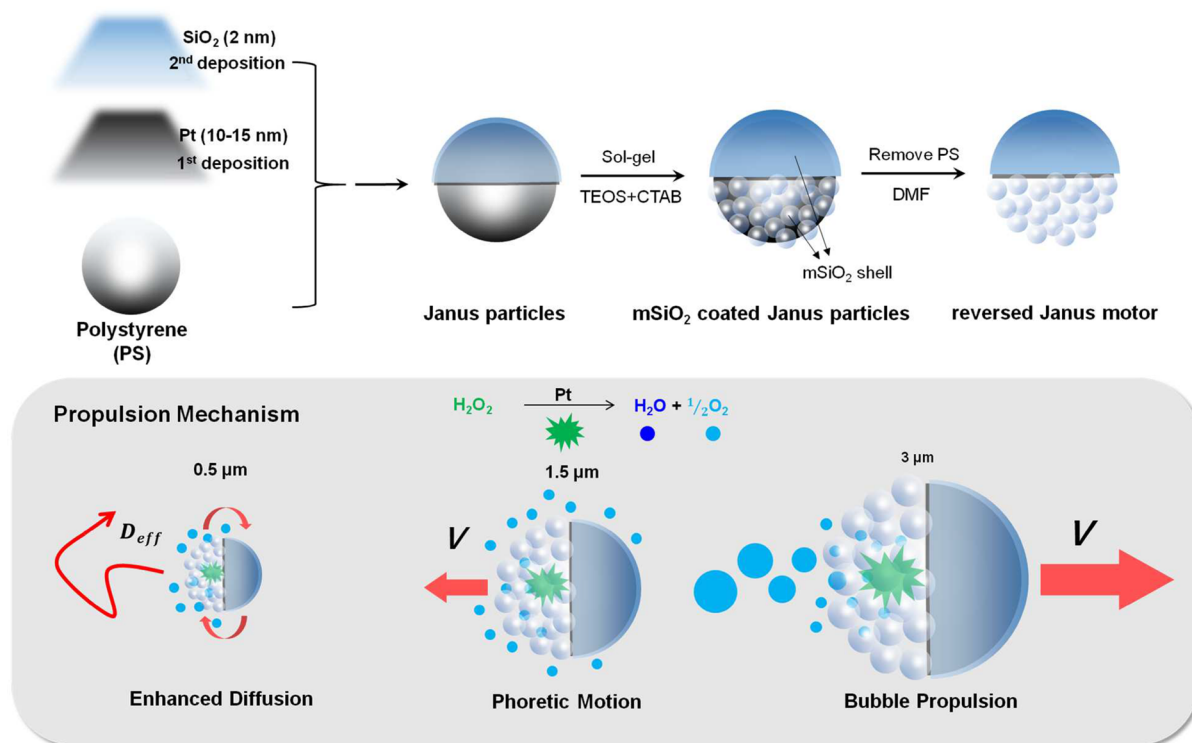 SiO₂ (2 nm)
2ⁿᵈ deposition
Pt (10-15 nm)
1ˢᵗ deposition
Polystyrene
(PS)
Sol-gel
TEOS+CTAB
Remove PS
DMF
mSiO₂ shell
Janus particles
mSiO₂ coated Janus particles
reversed Janus motor
Propulsion Mechanism
H₂O₂
Pt
H₂O + ¹/₂O₂
0.5 μm
1.5 μm
3 μm
D_eff
V
V
Enhanced Diffusion
Phoretic Motion
Bubble Propulsion